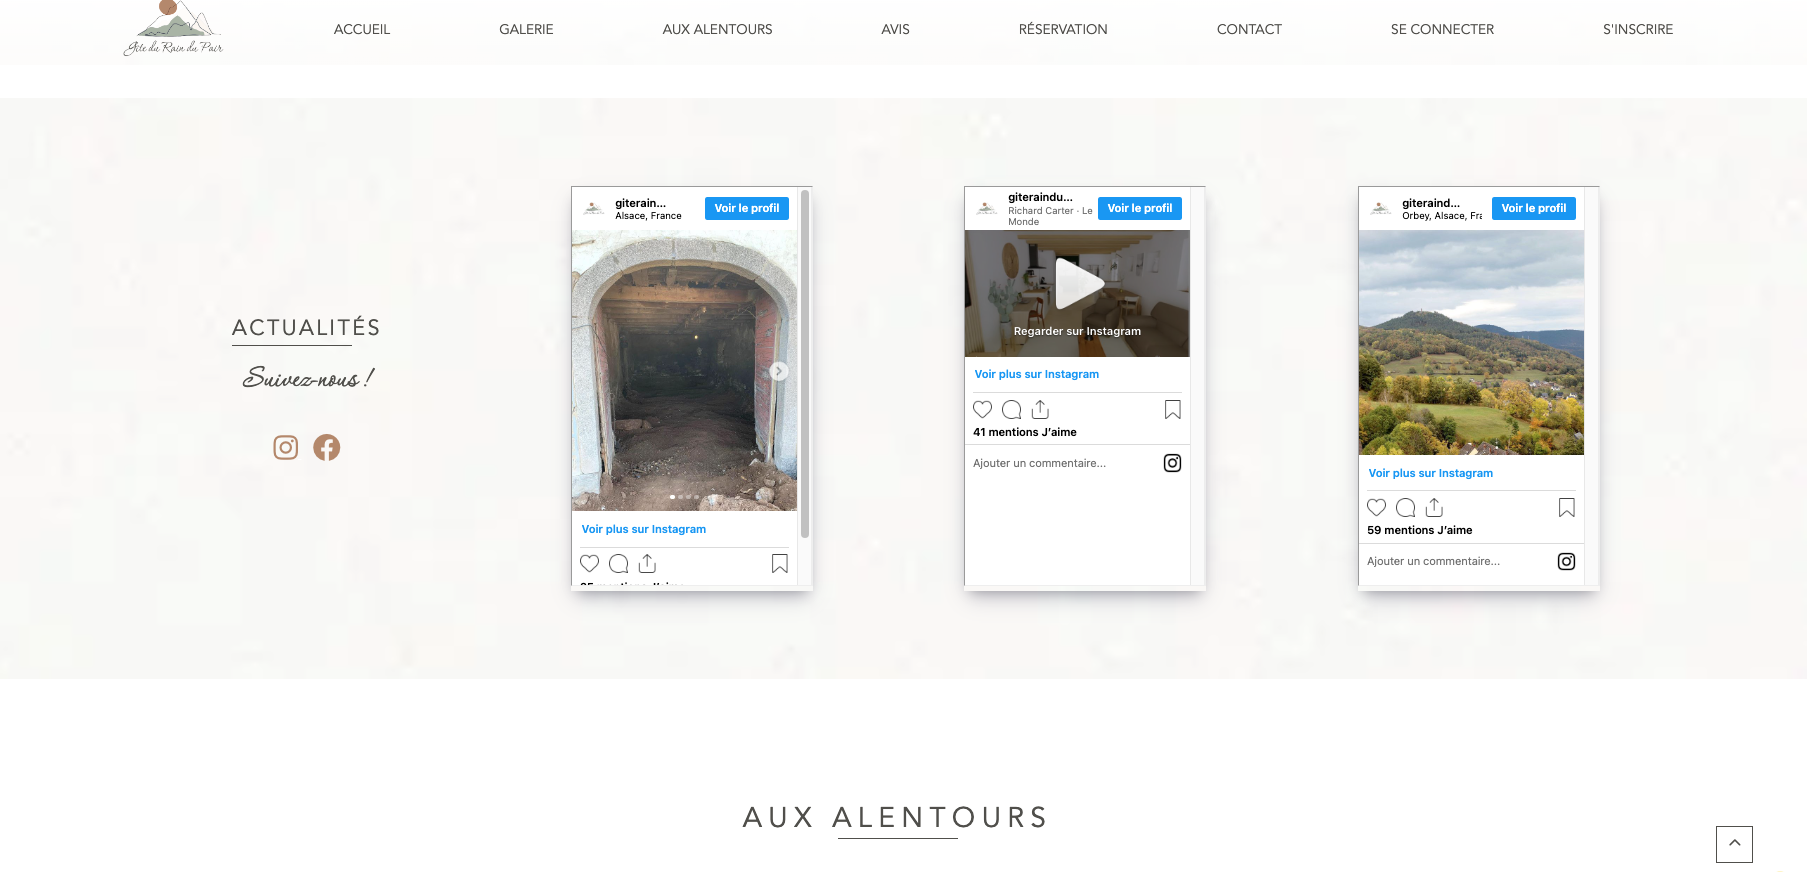 Gîte du Rain du Pair
ACCUEIL
GALERIE
AUX ALENTOURS
AVIS
RÉSERVATION
CONTACT
SE CONNECTER
S'INSCRIRE
ACTUALITÉS
Suivez-nous !
giterain...
Alsace, France
Voir le profil
Voir plus sur Instagram
giteraindu...
Richard Carter · Le
Monde
Voir le profil
Regarder sur Instagram
Voir plus sur Instagram
41 mentions J’aime
Ajouter un commentaire...
giteraind...
Orbey, Alsace, Fra
Voir le profil
Voir plus sur Instagram
59 mentions J’aime
Ajouter un commentaire...
AUX ALENTOURS